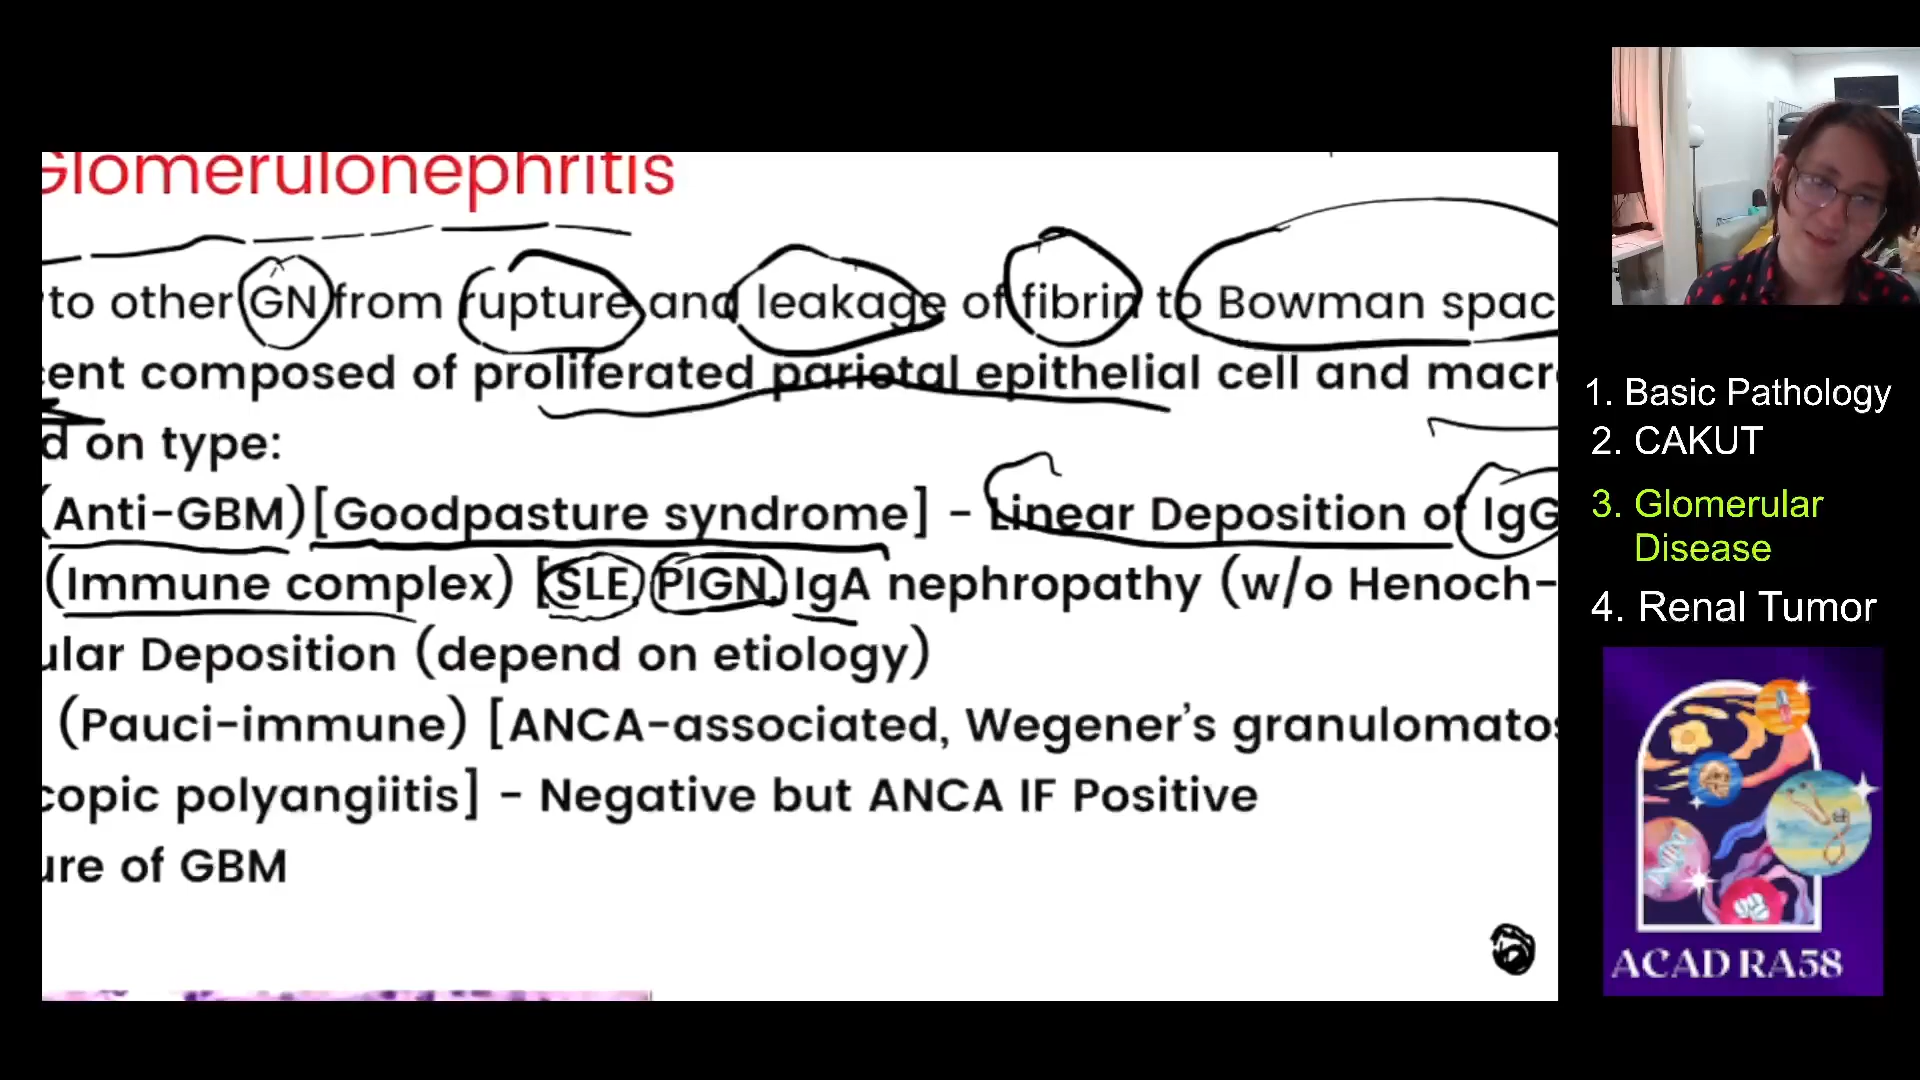 Glomerulonephritis
to other GN from rupture and leakage of fibrin to Bowman spac
cent composed of proliferated parietal epithelial cell and macr
d on type:
(Anti-GBM)[Goodpasture syndrome] - Linear Deposition of IgG
(Immune complex) [SLE, PIGN, IgA nephropathy (w/o Henoch-
ular Deposition (depend on etiology)
(Pauci-immune) [ANCA-associated, Wegener's granulomatos
copic polyangiitis] - Negative but ANCA IF Positive
ure of GBM
1. Basic Pathology
2. CAKUT
3. Glomerular
Disease
4. Renal Tumor
ACAD RA58